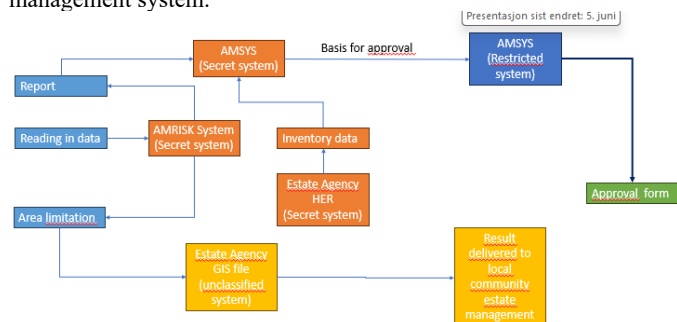 management system.
Presentasjon sist endret: 5. juni
AMSYS
(Secret system)
Basis for approval
AMSYS
(Restricted
system)
Report
Reading in data
AMRISK System
(Secret system)
Inventory data
Estate Agency
HER
(Secret system)
Approval form
Area limitation
Estate Agency
GIS file
(unclassified
system)
Result
delivered to
local
community
estate
management